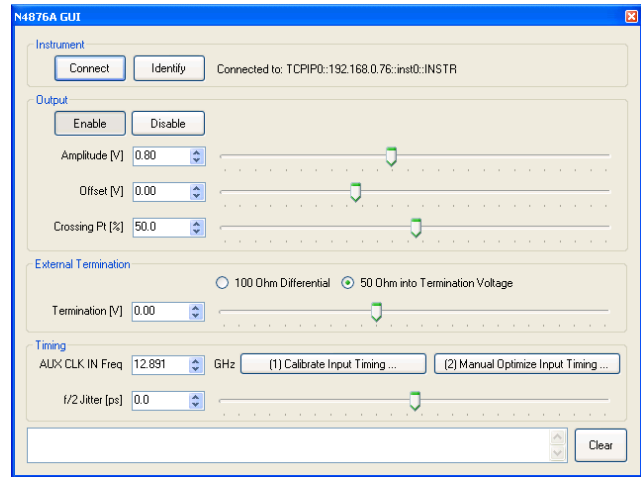 N4876A GUI
Instrument
Connect Identify Connected to: TCPIP0::192.168.0.76::inst0::INSTR
Output
Enable Disable
Amplitude [V] 0.80
Offset [V] 0.00
Crossing Pt [%] 50.0
External Termination
100 Ohm Differential 50 Ohm into Termination Voltage
Termination [V] 0.00
Timing
AUX CLK IN Freq 12.891 GHz (1) Calibrate Input Timing ... (2) Manual Optimize Input Timing ...
f/2 Jitter [ps] 0.0
Clear